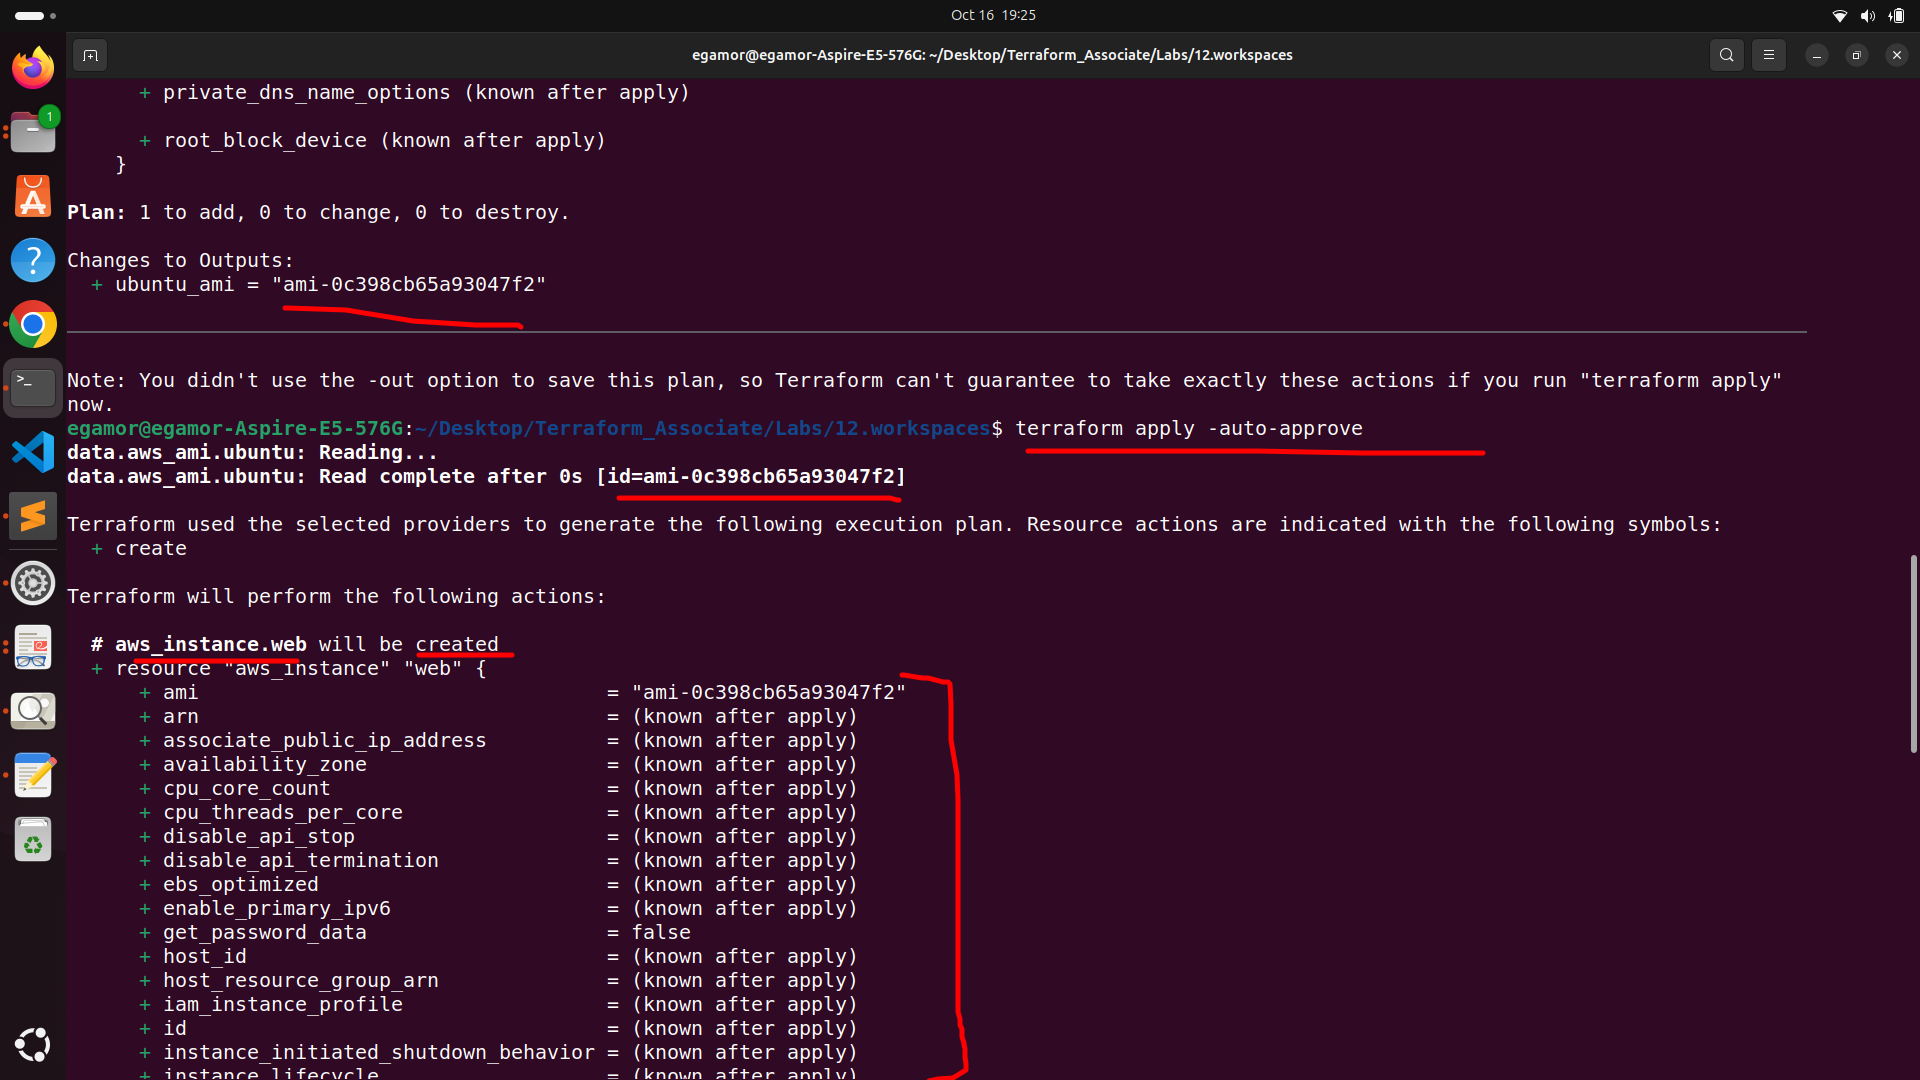 Oct 16 19:25
egamor@egamor-Aspire-E5-576G: ~/Desktop/Terraform_Associate/Labs/12.workspaces
1
+ private_dns_name_options (known after apply)
+ root_block_device (known after apply)
}
Plan: 1 to add, 0 to change, 0 to destroy.
Changes to Outputs:
+ ubuntu_ami = "ami-0c398cb65a93047f2"
Note: You didn't use the -out option to save this plan, so Terraform can't guarantee to take exactly these actions if you run "terraform apply"
now.
egamor@egamor-Aspire-E5-576G:~/Desktop/Terraform_Associate/Labs/12.workspaces$ terraform apply -auto-approve
data.aws_ami.ubuntu: Reading...
data.aws_ami.ubuntu: Read complete after 0s [id=ami-0c398cb65a93047f2]
Terraform used the selected providers to generate the following execution plan. Resource actions are indicated with the following symbols:
+ create
Terraform will perform the following actions:
# aws_instance.web will be created
+ resource "aws_instance" "web" {
+ ami = "ami-0c398cb65a93047f2"
+ arn = (known after apply)
+ associate_public_ip_address = (known after apply)
+ availability_zone = (known after apply)
+ cpu_core_count = (known after apply)
+ cpu_threads_per_core = (known after apply)
+ disable_api_stop = (known after apply)
+ disable_api_termination = (known after apply)
+ ebs_optimized = (known after apply)
+ enable_primary_ipv6 = (known after apply)
+ get_password_data = false
+ host_id = (known after apply)
+ host_resource_group_arn = (known after apply)
+ iam_instance_profile = (known after apply)
+ id = (known after apply)
+ instance_initiated_shutdown_behavior = (known after apply)
+ instance_lifecycle = (known after apply)